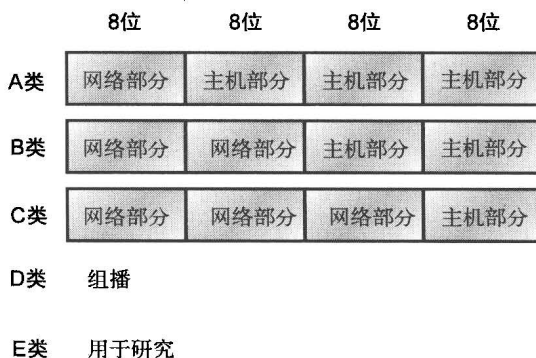 8位 8位 8位 8位
A类 网络部分 主机部分 主机部分 主机部分
B类 网络部分 网络部分 主机部分 主机部分
C类 网络部分 网络部分 网络部分 主机部分
D类 组播
E类 用于研究